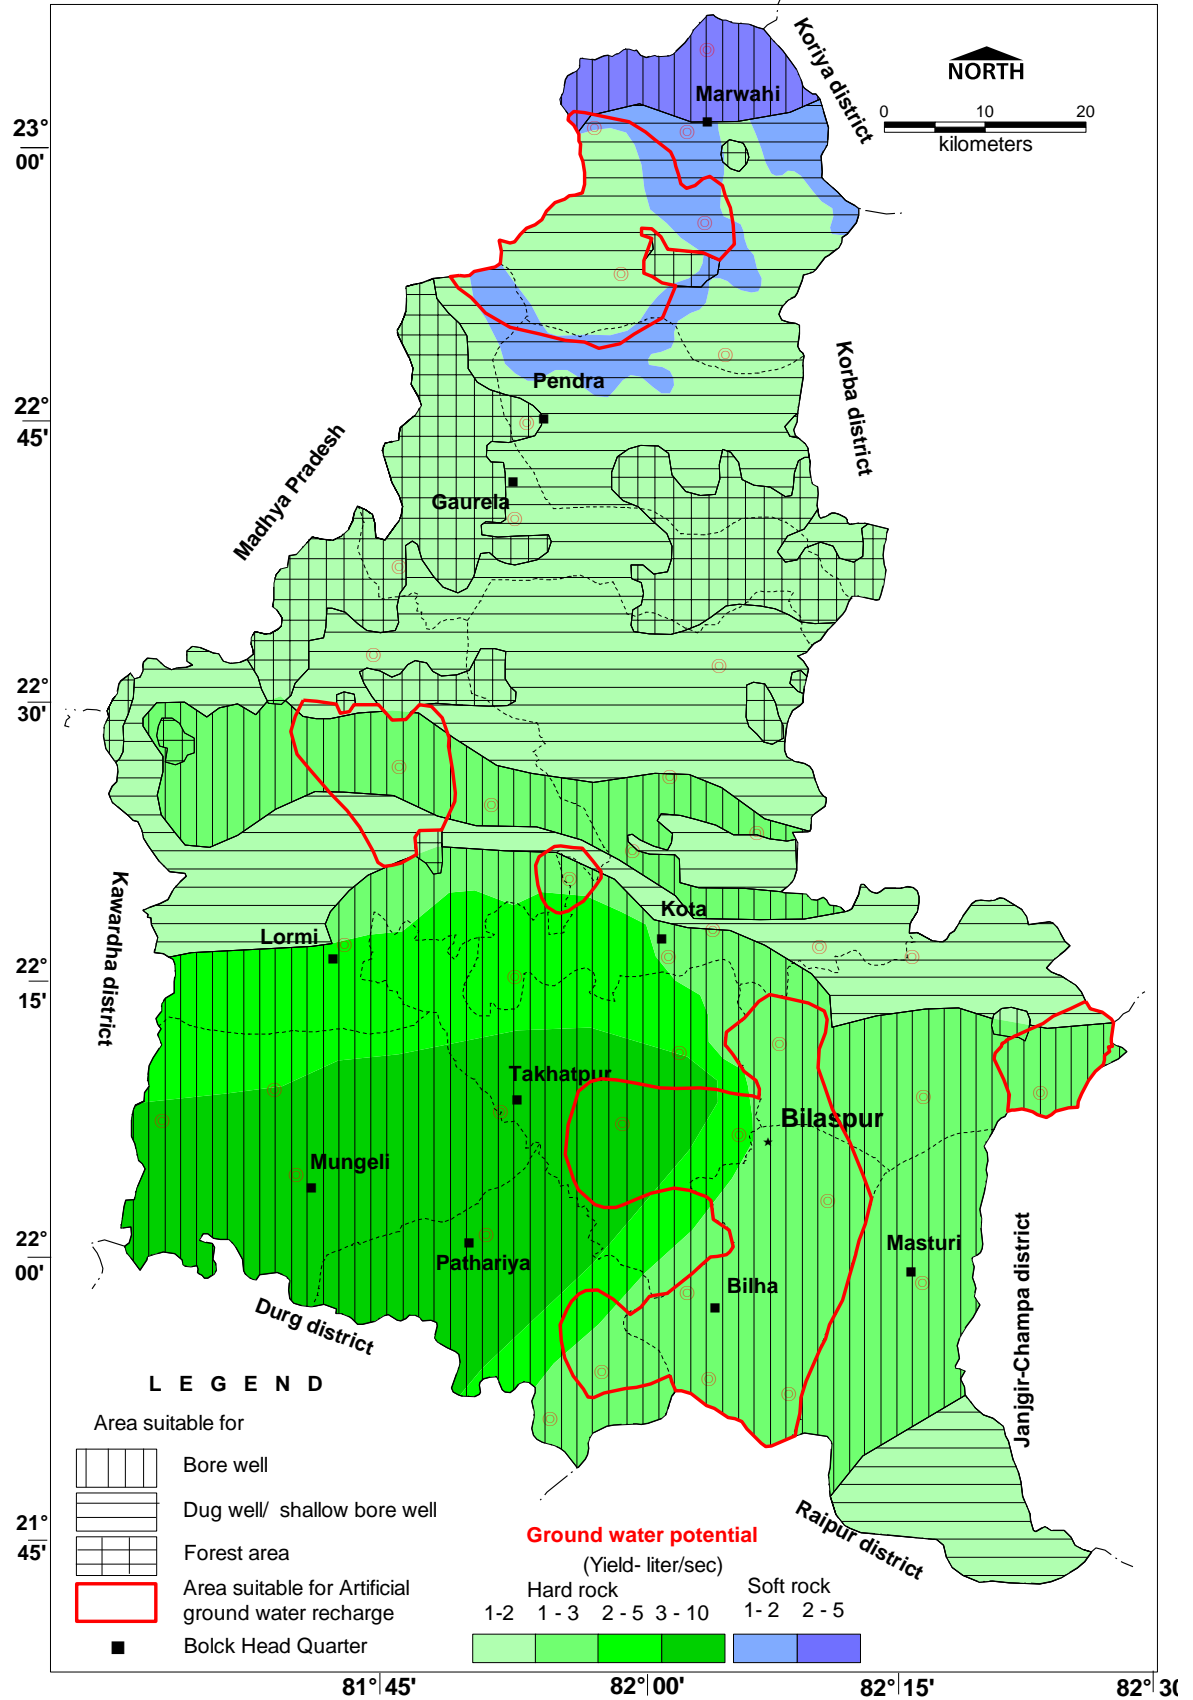 Koriya district
NORTH
0 10 20
kilometers
Marwahi
23°
00'
Korba district
Pendra
22°
45'
Madhya Pradesh
Gaurela
22°
30'
Kawardha district
Kota
Lormi
22°
15'
Takhatpur
Bilaspur
Mungeli
22°
00'
Masturi
Pathariya
Bilha
Janjgir-Champa district
Durg district
L E G E N D
Area suitable for
Bore well
Dug well/ shallow bore well
Forest area
Area suitable for Artificial
ground water recharge
Bolck Head Quarter
21°
45'
Raipur district
Ground water potential
(Yield- liter/sec)
Hard rock Soft rock
1-2 1 - 3 2 - 5 3 - 10 1- 2 2 - 5
81°45' 82°00' 82°15' 82°30